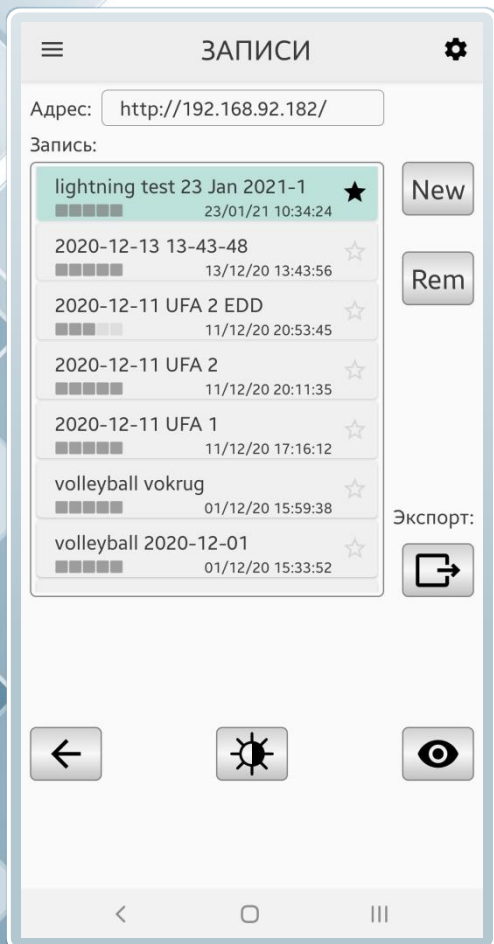 ЗАПИСИ
Адрес: http://192.168.92.182/
Запись:
lightning test 23 Jan 2021-1
23/01/21 10:34:24
New
2020-12-13 13-43-48
13/12/20 13:43:56
Rem
2020-12-11 UFA 2 EDD
11/12/20 20:53:45
2020-12-11 UFA 2
11/12/20 20:11:35
2020-12-11 UFA 1
11/12/20 17:16:12
volleyball vokrug
01/12/20 15:59:38
Экспорт:
volleyball 2020-12-01
01/12/20 15:33:52